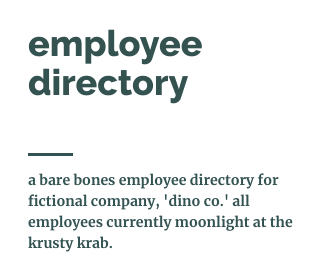 employee
directory
a bare bones employee directory for
fictional company, 'dino co.' all
employees currently moonlight at the
krusty krab.